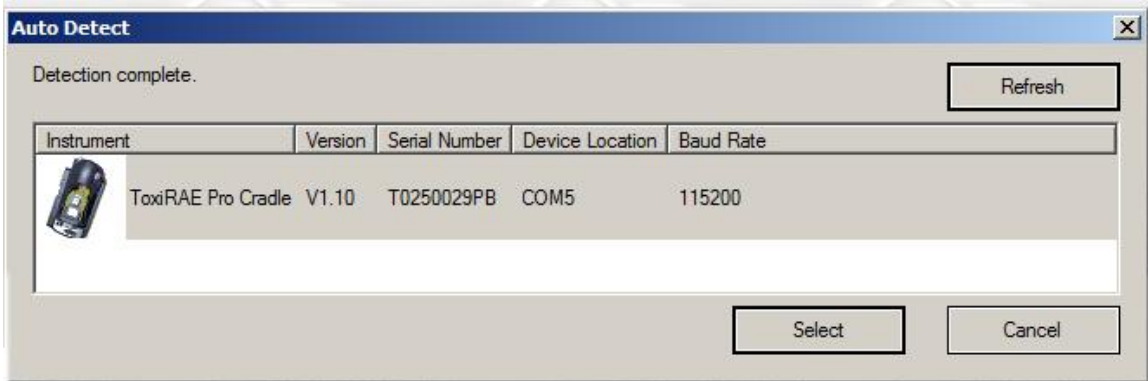 Auto Detect
Detection complete.
Refresh
Instrument Version Serial Number Device Location Baud Rate
ToxiRAE Pro Cradle V1.10 T0250029PB COM5 115200
Select Cancel